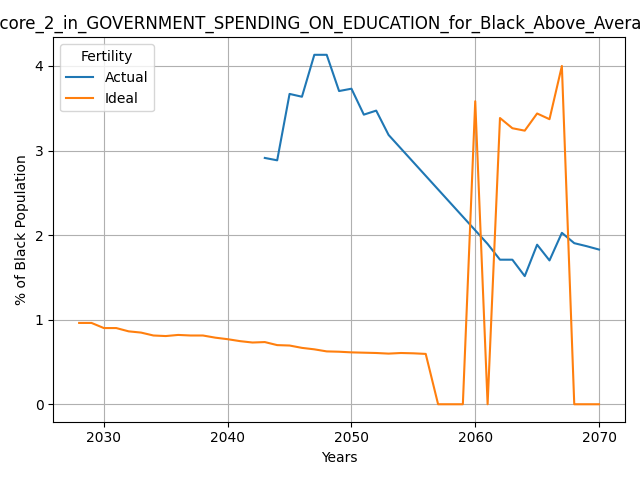 core_2_in_GOVERNMENT_SPENDING_ON_EDUCATION_for_Black_Above_Avera
Fertility
Actual
Ideal
% of Black Population
4
3
2
1
0
2030 2040 2050 2060 2070
Years